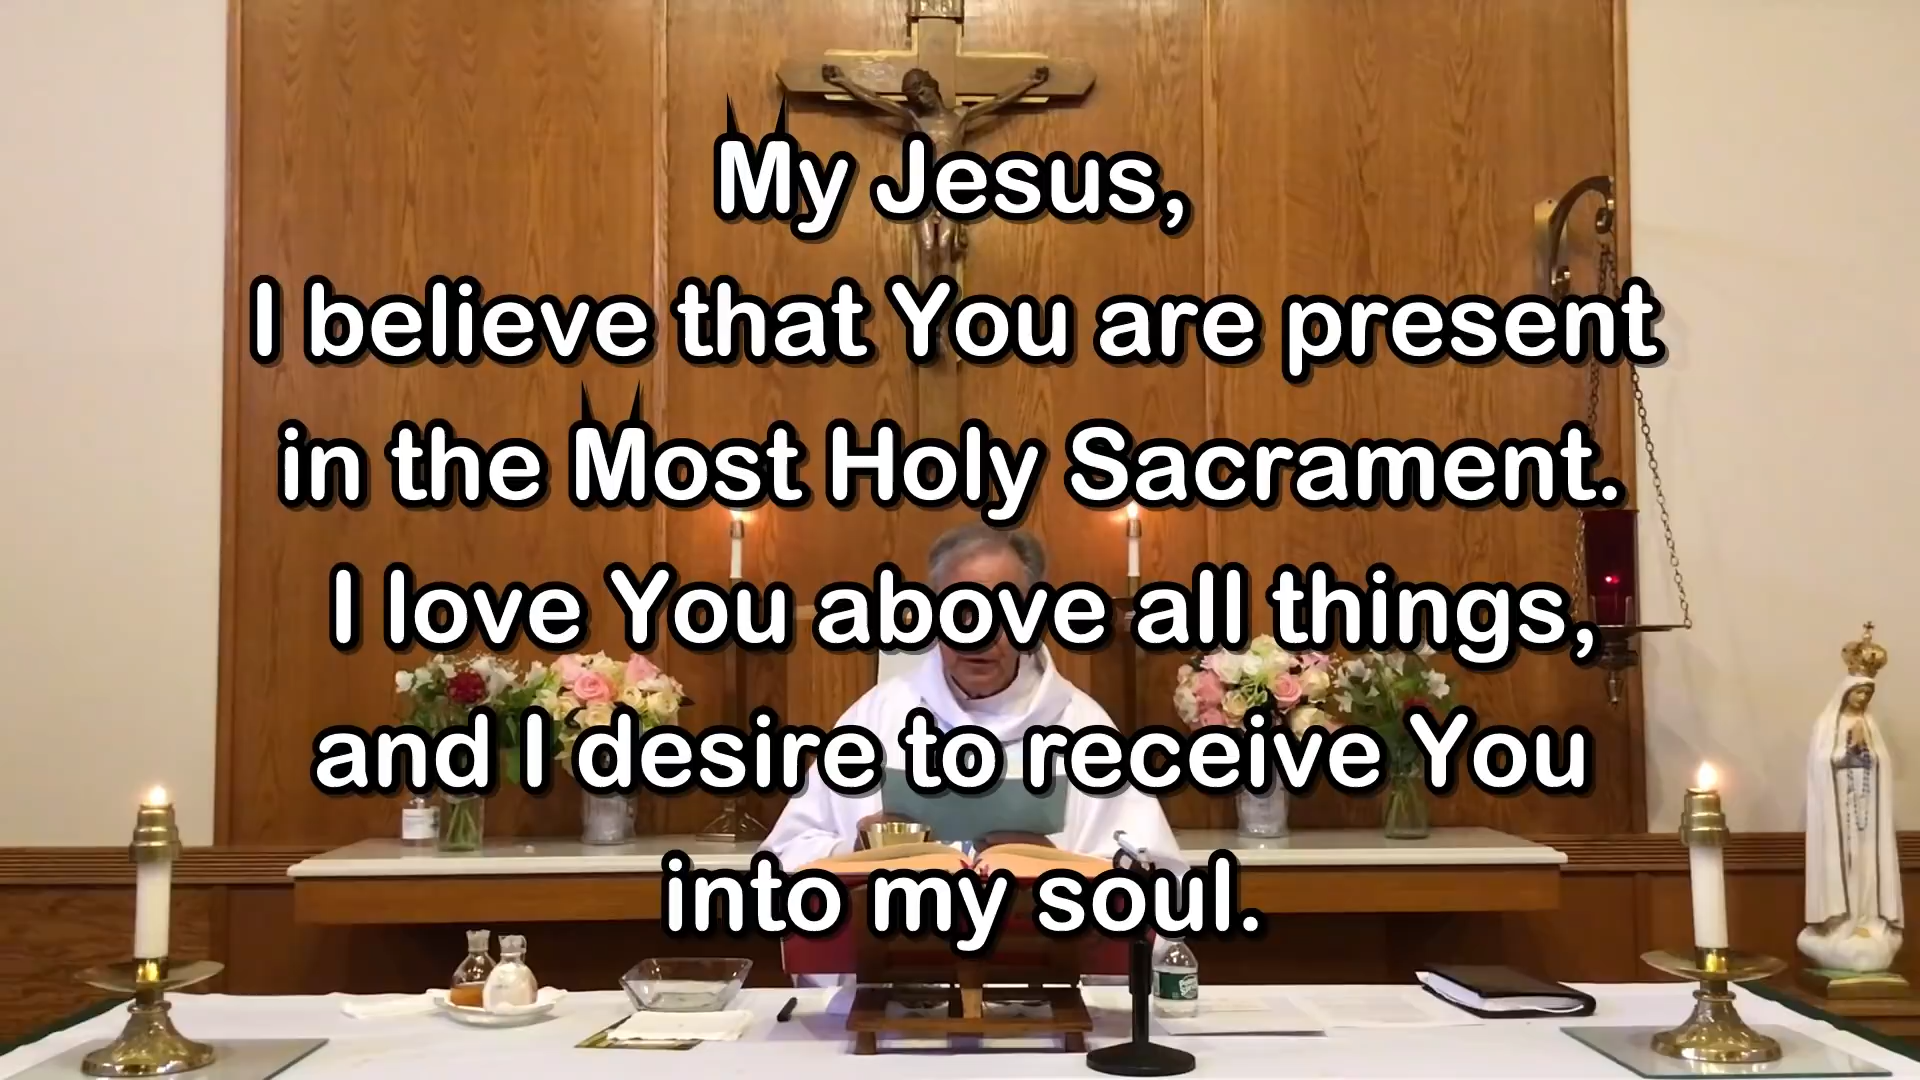 My Jesus,
I believe that You are present
in the Most Holy Sacrament.
I love You above all things,
and I desire to receive You
into my soul.